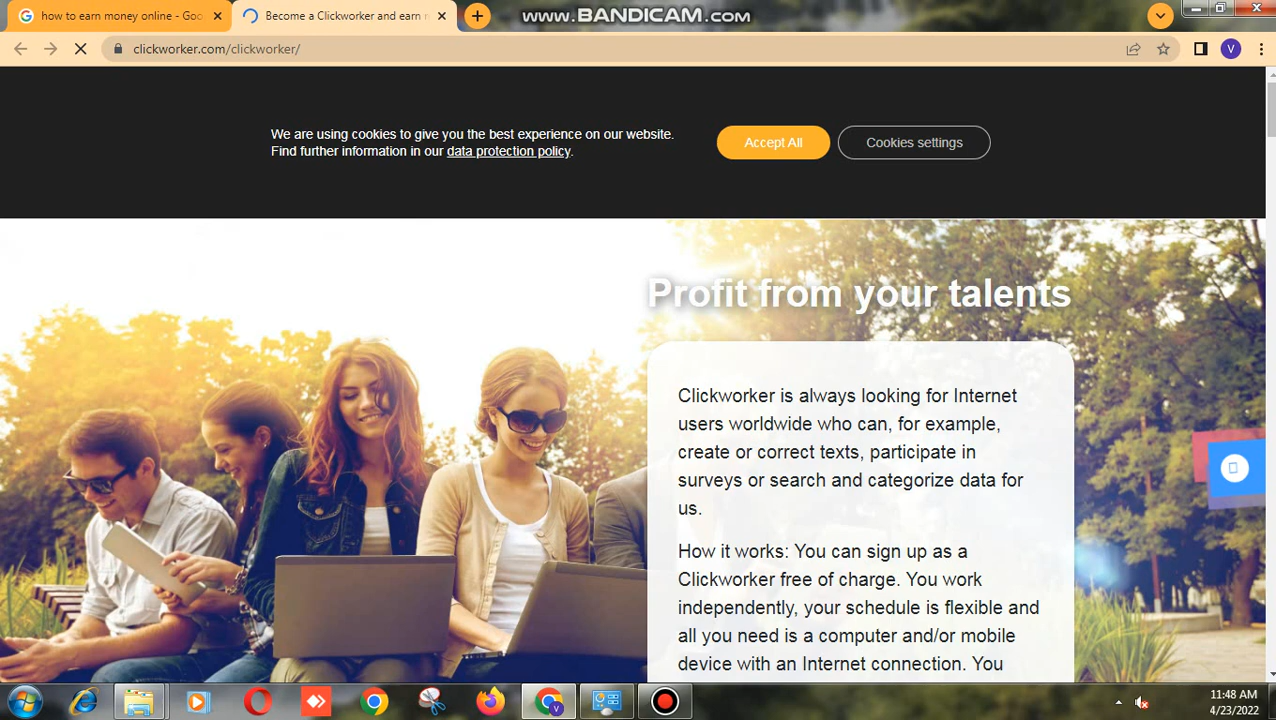 how to earn money online - Goo
Become a Clickworker and earn
www.BANDICAM.com
clickworker.com/clickworker/
V
We are using cookies to give you the best experience on our website.
Find further information in our data protection policy.
Accept All
Cookies settings
Profit from your talents
Clickworker is always looking for Internet
users worldwide who can, for example,
create or correct texts, participate in
surveys or search and categorize data for
us.
How it works: You can sign up as a
Clickworker free of charge. You work
independently, your schedule is flexible and
all you need is a computer and/or mobile
device with an Internet connection. You
V
11:48 AM
4/23/2022